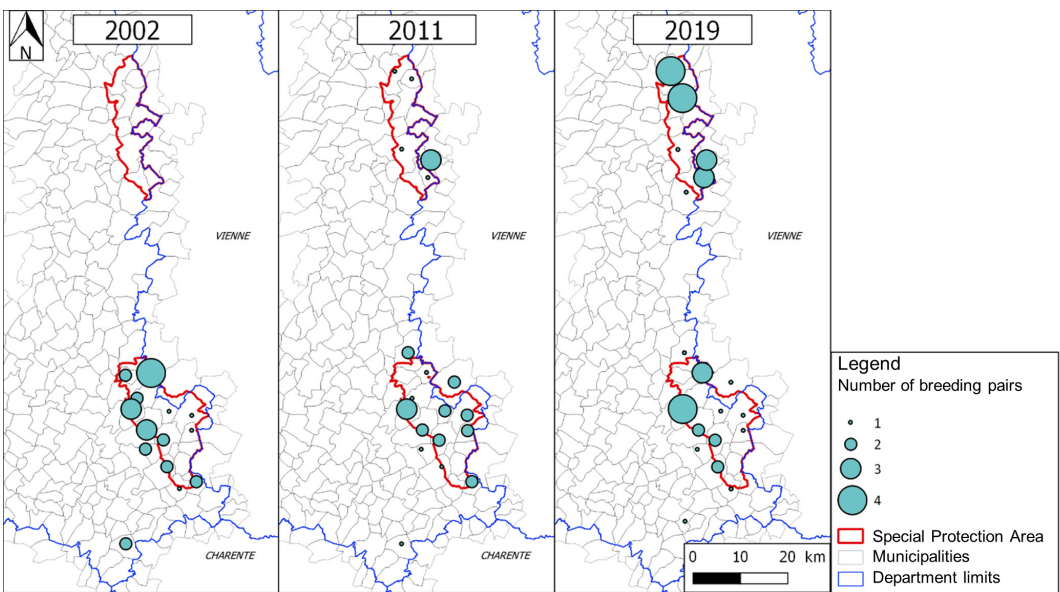 2002
2011
2019
N
VIENNE
VIENNE
VIENNE
CHARENTE
CHARENTE
0 10 20 km
Legend
Number of breeding pairs
1
2
3
4
Special Protection Area
Municipalities
Department limits